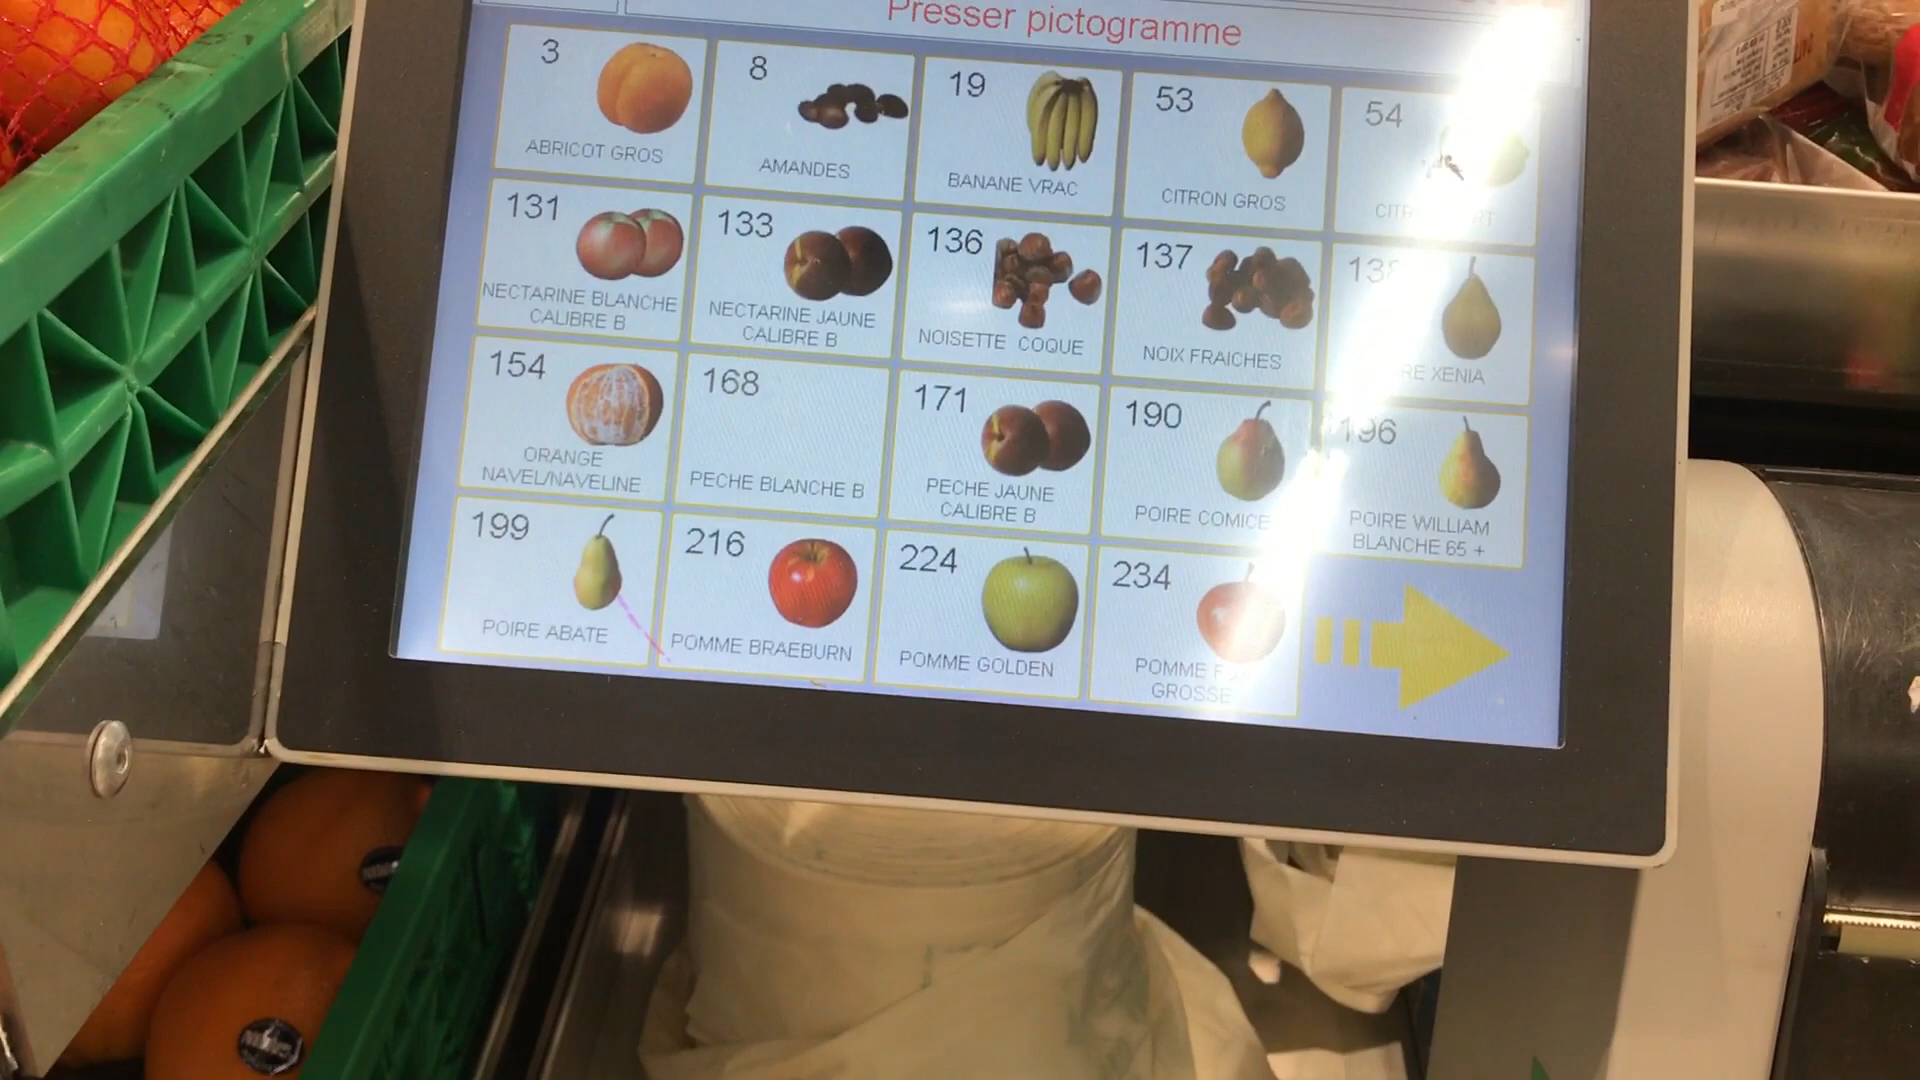 Presser pictogramme
3
ABRICOT GROS
8
AMANDES
19
BANANE VRAC
53
CITRON GROS
54
131
NECTARINE BLANCHE
CALIBRE B
133
NECTARINE JAUNE
CALIBRE B
136
NOISETTE COQUE
137
NOIX FRAICHES
XENIA
154
ORANGE
NAVEL/NAVELINE
168
PECHE BLANCHE B
171
PECHE JAUNE
CALIBRE B
190
POIRE COMICE
196
POIRE WILLIAM
BLANCHE 65 +
199
POIRE ABATE
216
POMME BRAEBURN
224
POMME GOLDEN
234
POMME
GROSSE